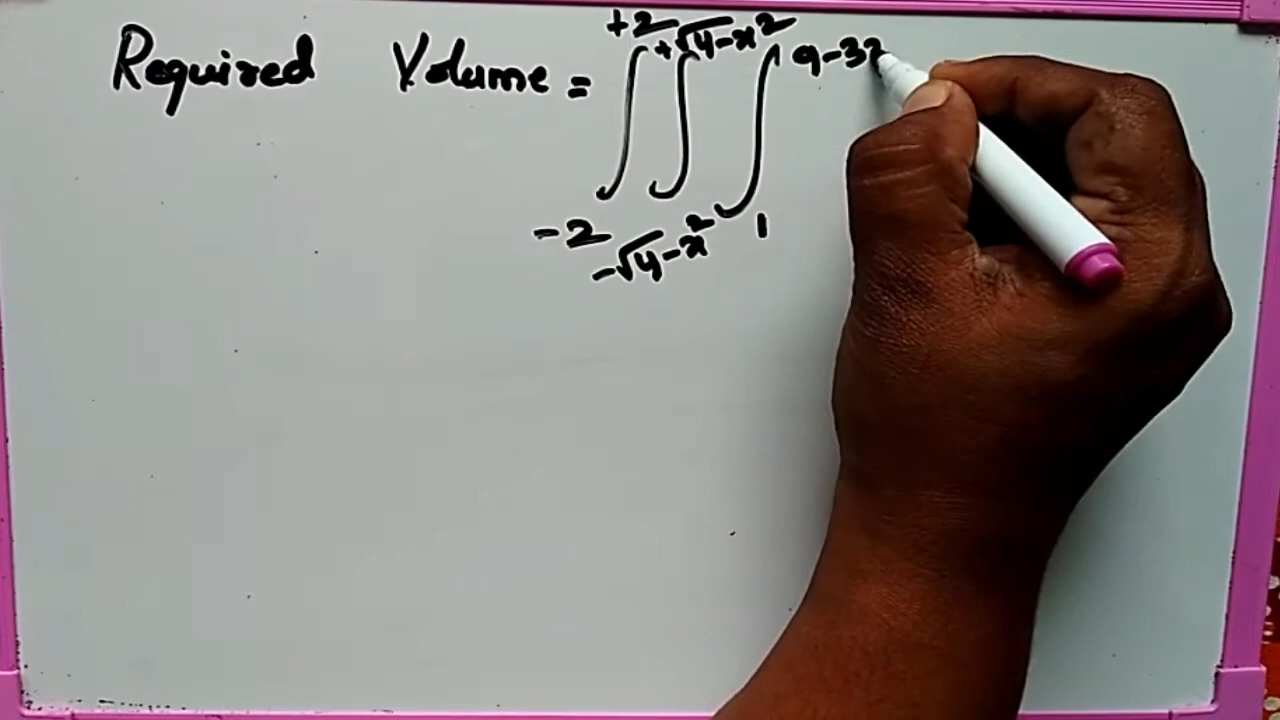 Required Volume = ∫ ∫ ∫
+2 +√4-x² 9-3
-2 -√4-x² 1